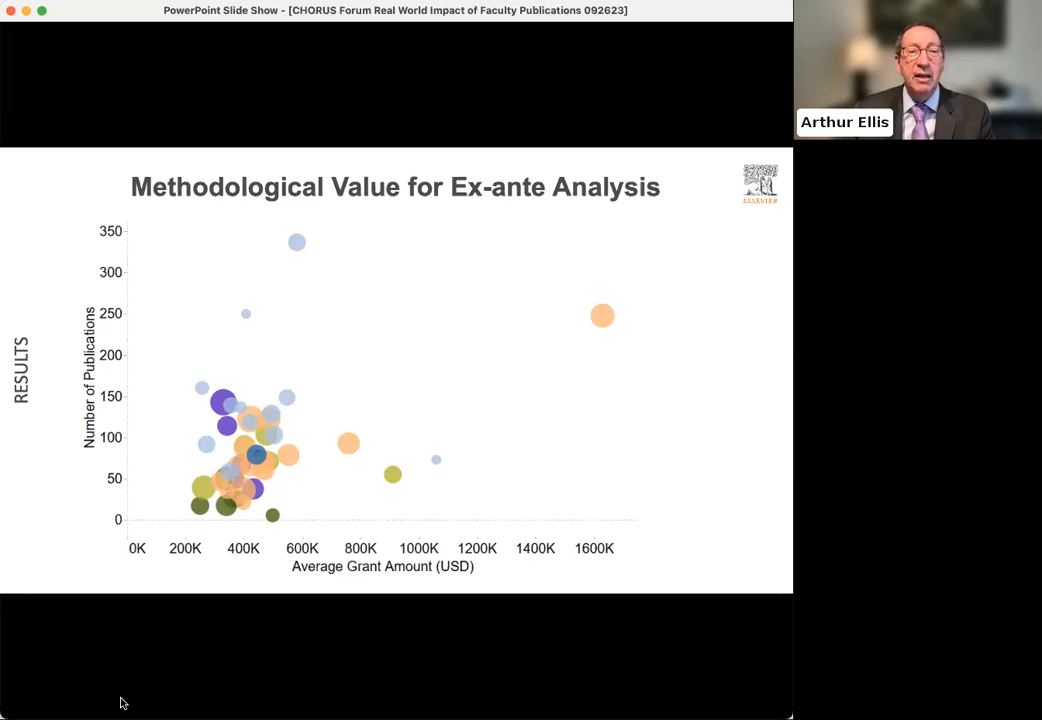 PowerPoint Slide Show - [CHORUS Forum Real World Impact of Faculty Publications 092623]
Arthur Ellis
Methodological Value for Ex-ante Analysis
ELSEVIER
RESULTS
Number of Publications
350
300
250
200
150
100
50
0
0K 200K 400K 600K 800K 1000K 1200K 1400K 1600K
Average Grant Amount (USD)